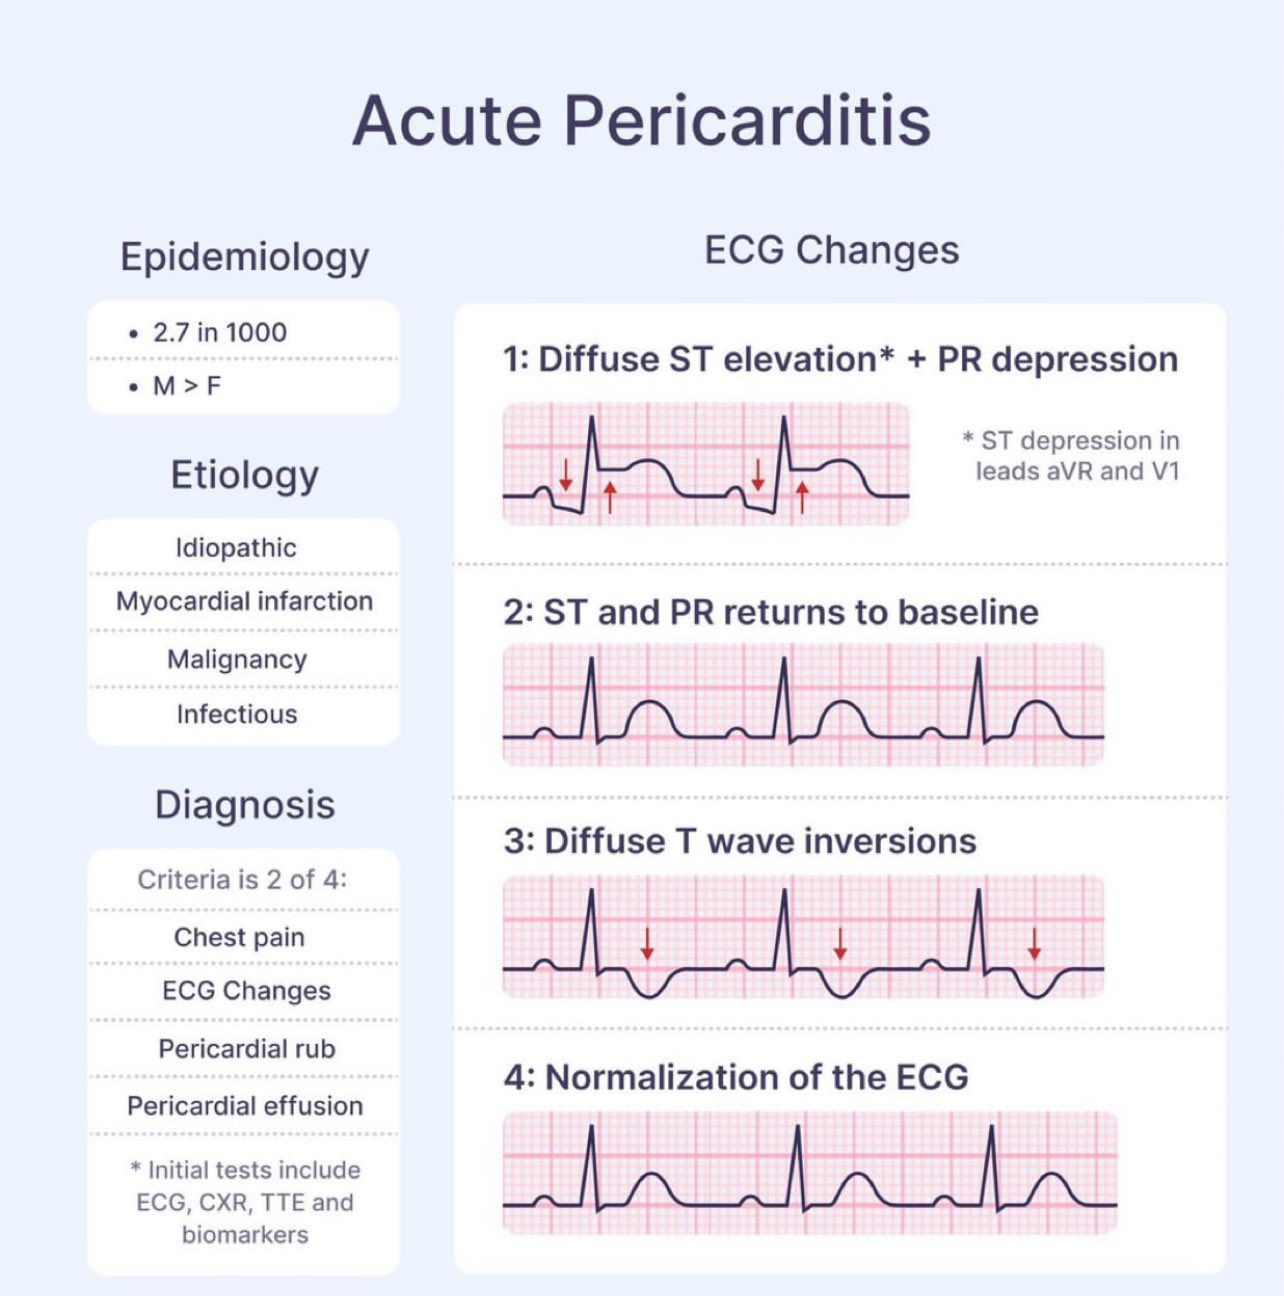 Acute Pericarditis
Epidemiology
• 2.7 in 1000
• M > F
Etiology
Idiopathic
Myocardial infarction
Malignancy
Infectious
Diagnosis
Criteria is 2 of 4:
Chest pain
ECG Changes
Pericardial rub
Pericardial effusion
* Initial tests include
ECG, CXR, TTE and
biomarkers
ECG Changes
1: Diffuse ST elevation* + PR depression
* ST depression in
leads aVR and V1
2: ST and PR returns to baseline
3: Diffuse T wave inversions
4: Normalization of the ECG